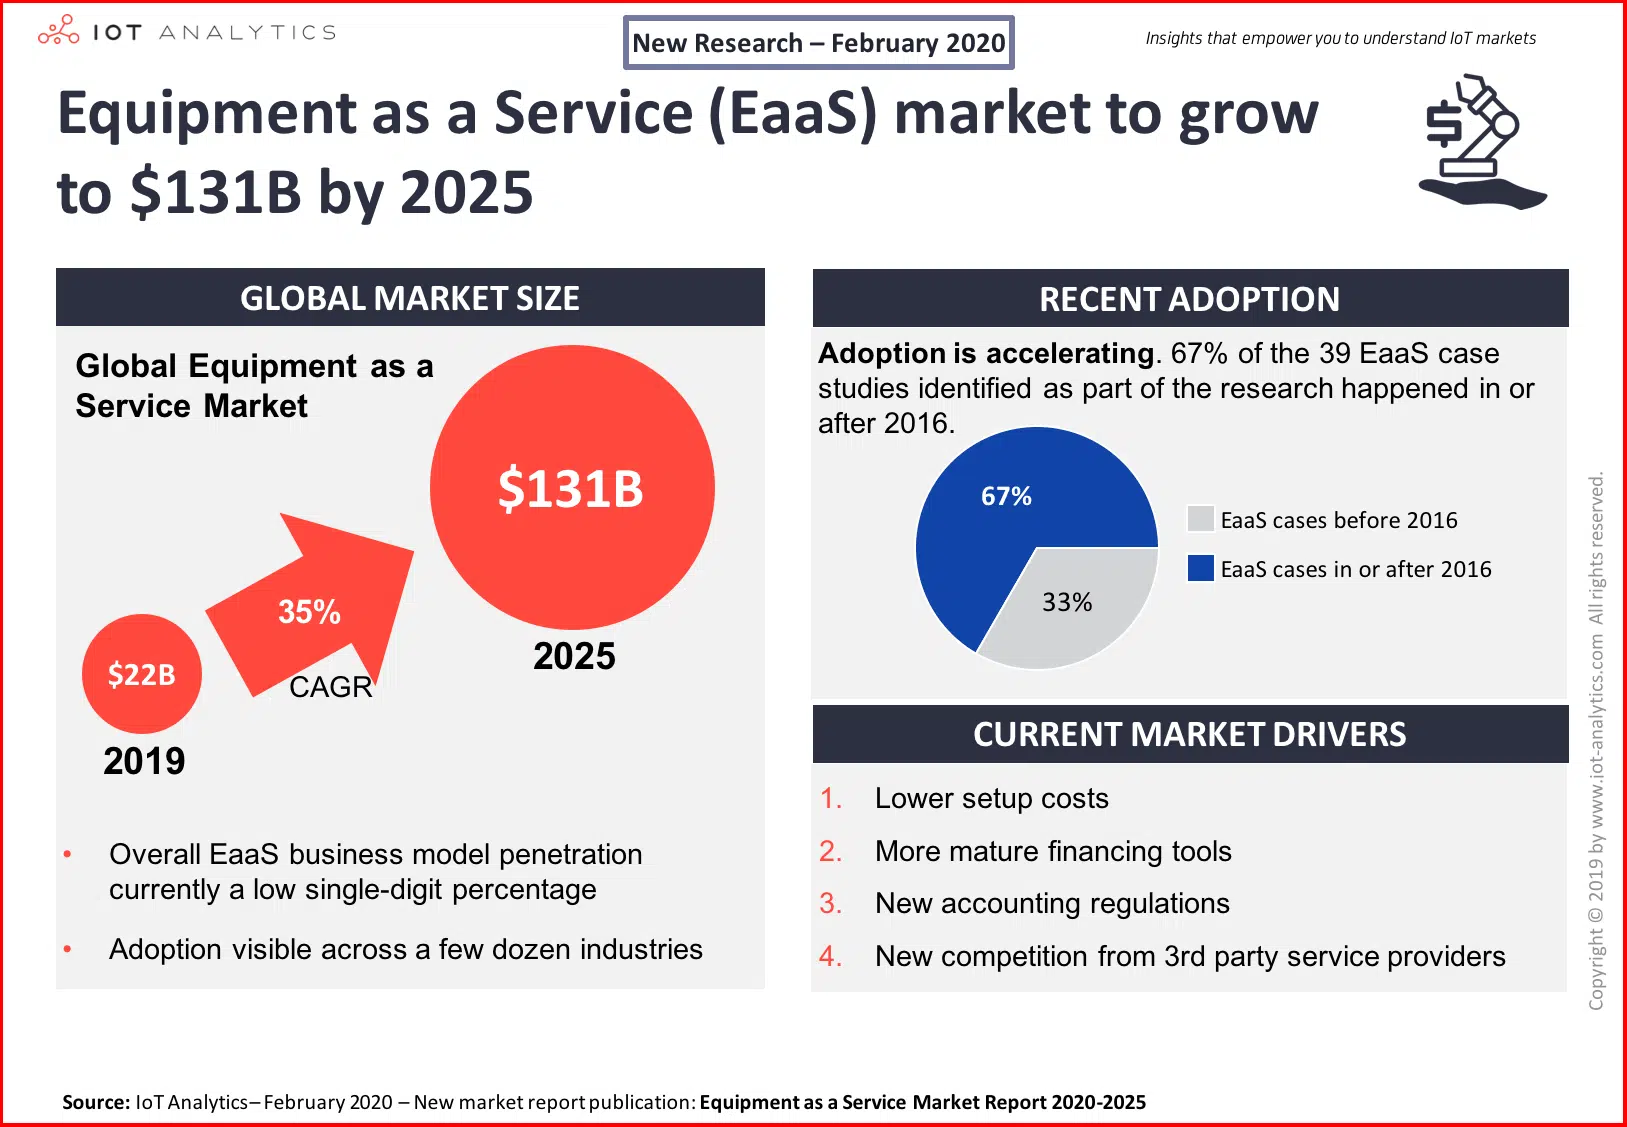 IOT ANALYTICS
New Research – February 2020
Insights that empower you to understand IoT markets
Equipment as a Service (EaaS) market to grow
to $131B by 2025
GLOBAL MARKET SIZE
Global Equipment as a
Service Market
$131B
2025
35%
CAGR
$22B
2019
• Overall EaaS business model penetration
currently a low single-digit percentage
• Adoption visible across a few dozen industries
RECENT ADOPTION
Adoption is accelerating. 67% of the 39 EaaS case
studies identified as part of the research happened in or
after 2016.
67%
33%
EaaS cases before 2016
EaaS cases in or after 2016
CURRENT MARKET DRIVERS
1. Lower setup costs
2. More mature financing tools
3. New accounting regulations
4. New competition from 3rd party service providers
Copyright © 2019 by www.iot-analytics.com All rights reserved.
Source: IoT Analytics– February 2020 – New market report publication: Equipment as a Service Market Report 2020-2025